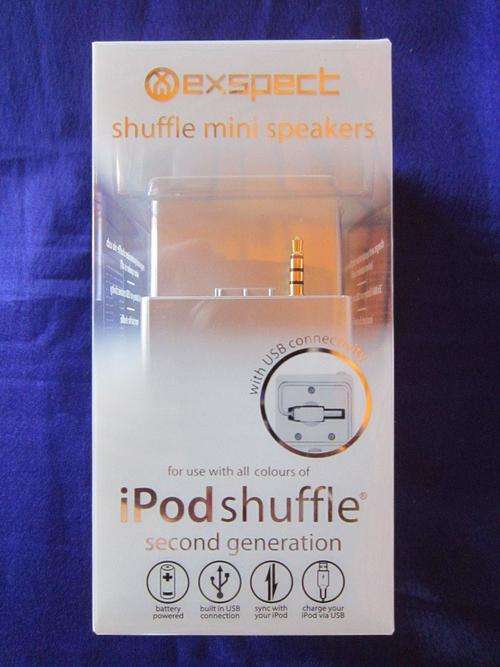 exspect
shuffle mini speakers
with USB connectivity
for use with all colours of
iPod shuffle®
second generation
battery powered
built in USB connection
sync with your iPod
charge your iPod via USB